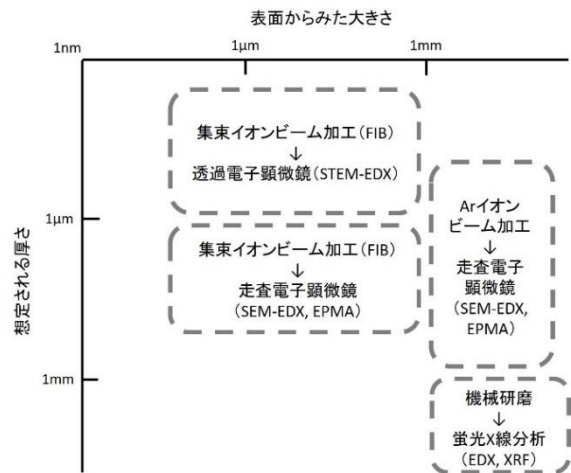 表面からみた大きさ
1nm
1μm
1mm
集束イオンビーム加工(FIB)
↓
透過電子顕微鏡(STEM-EDX)
1μm
集束イオンビーム加工(FIB)
↓
走査電子顕微鏡
(SEM-EDX, EPMA)
Arイオン
ビーム加工
↓
走査電子
顕微鏡
(SEM-EDX,
EPMA)
想定される厚さ
1mm
機械研磨
↓
蛍光X線分析
(EDX, XRF)